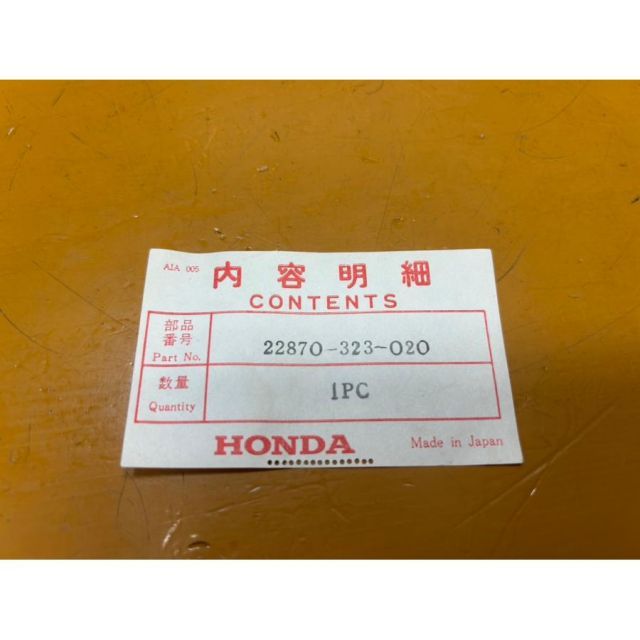 AIA 005
内容明細
CONTENTS
部品
番号
Part No.
22870-323-020
数量
Quantity
1PC
HONDA
Made in Japan